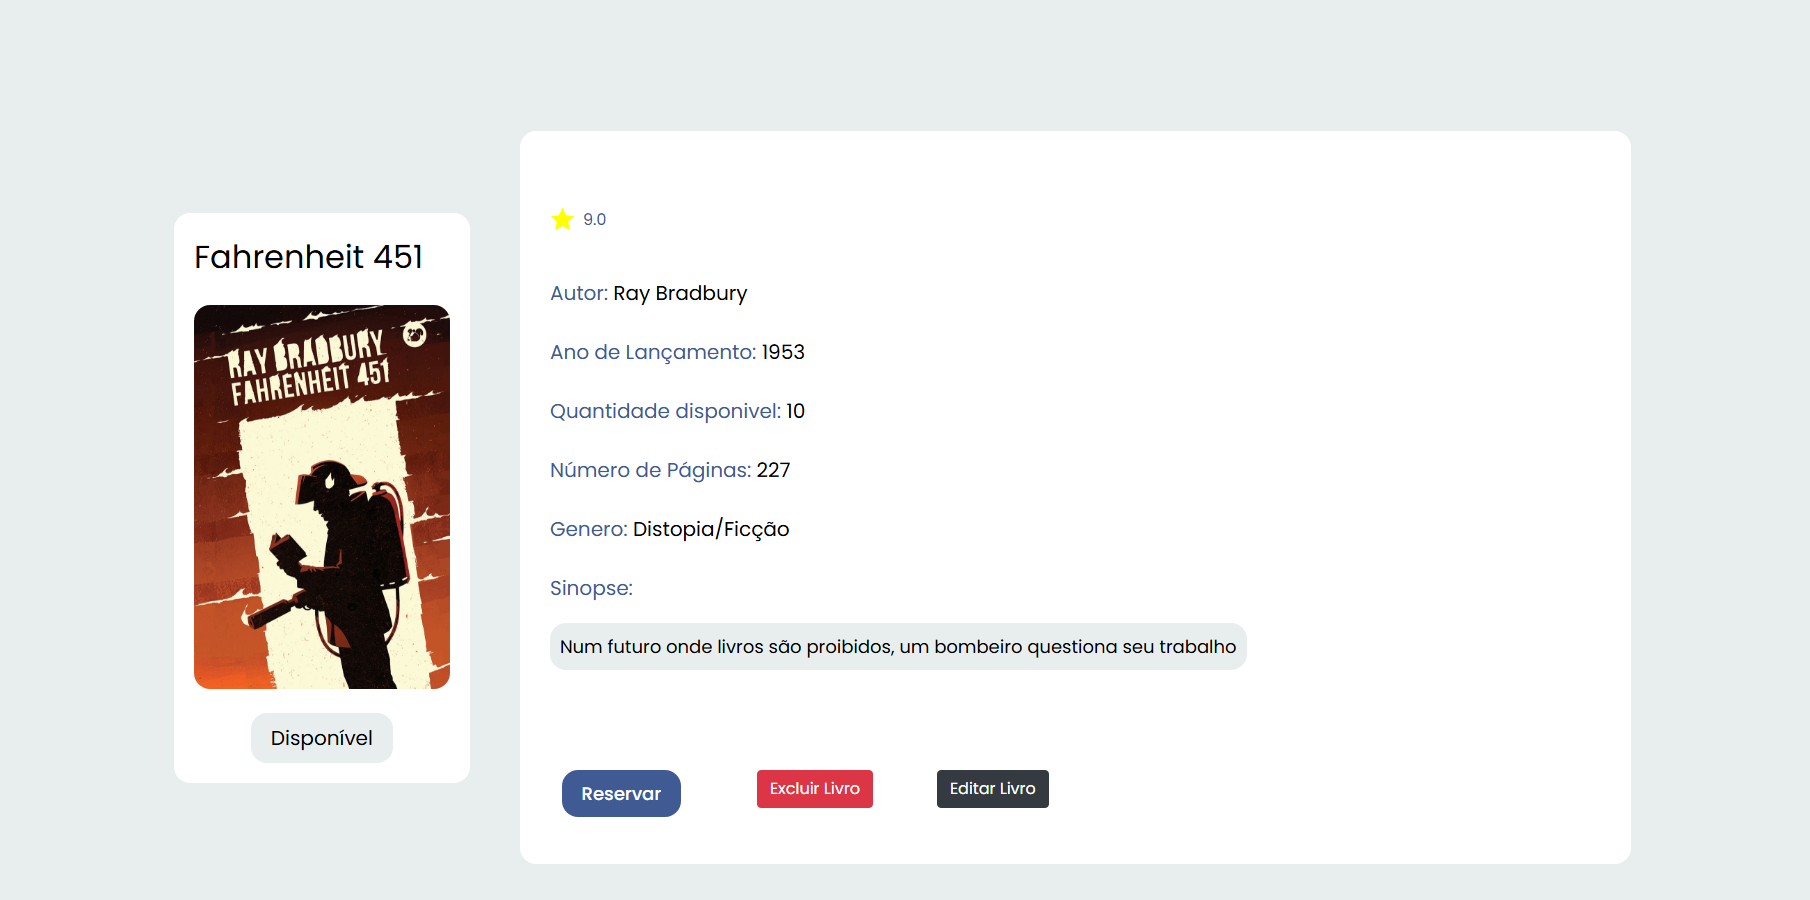 Fahrenheit 451
RAY BRADBURY
FAHRENHEIT 451
Disponível
9.0
Autor: Ray Bradbury
Ano de Lançamento: 1953
Quantidade disponivel: 10
Número de Páginas: 227
Genero: Distopia/Ficção
Sinopse:
Num futuro onde livros são proibidos, um bombeiro questiona seu trabalho
Reservar
Excluir Livro
Editar Livro